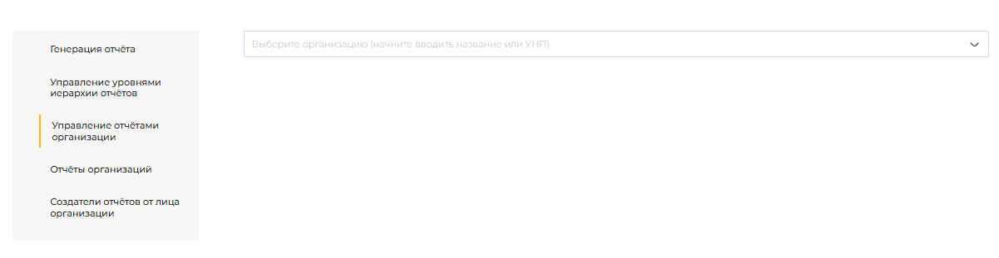 Генерация отчёта
Управление уровнями
иерархии отчётов
Управление отчётами
организации
Отчёты организаций
Создатели отчётов от лица
организации
Выберите организацию (начните вводить название или УНП)